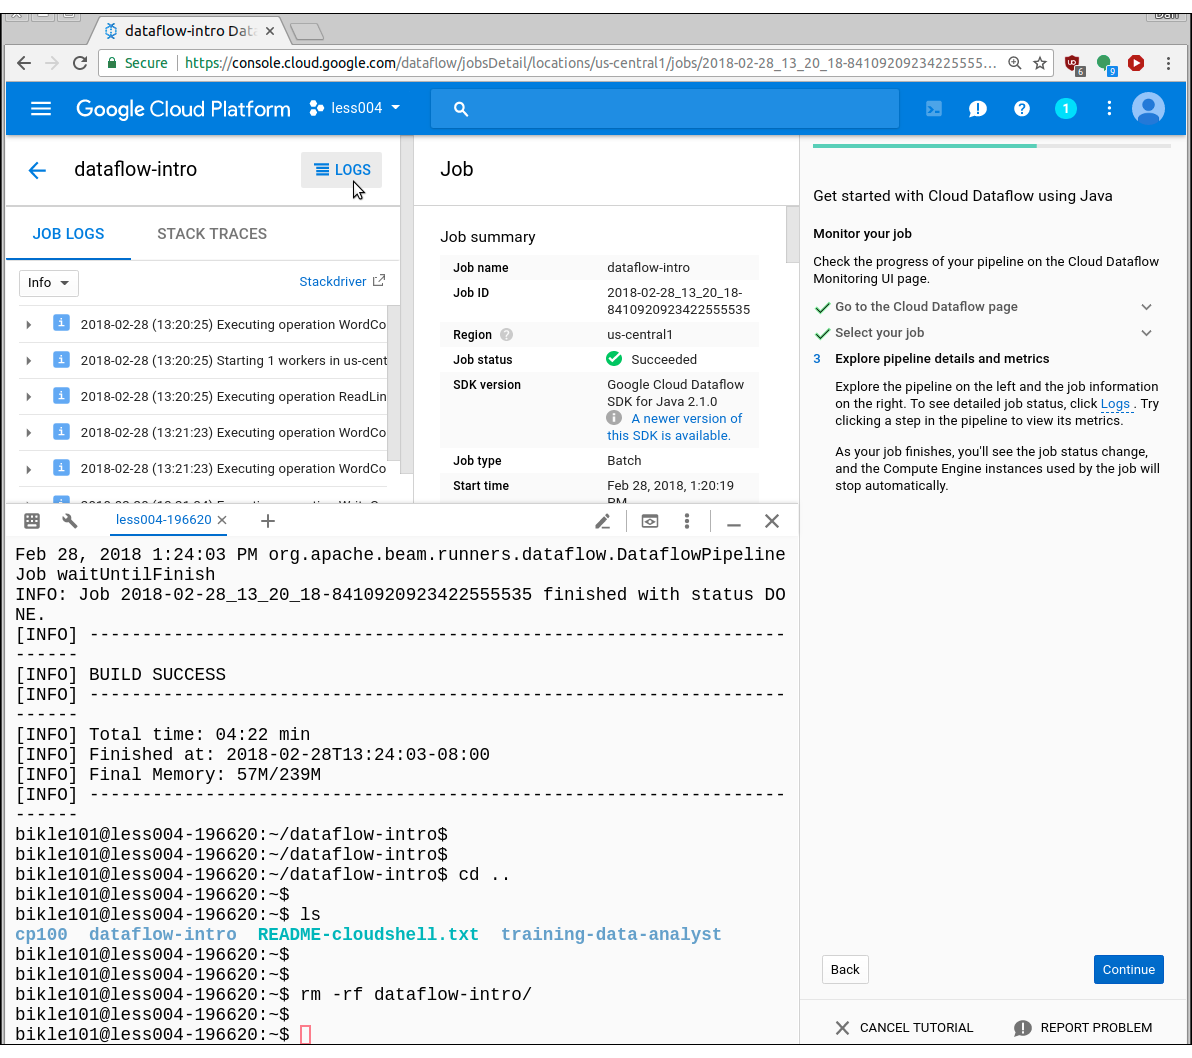 dataflow-intro Dat
Secure https://console.cloud.google.com/dataflow/jobsDetail/locations/us-central1/jobs/2018-02-28_13_20_18-84109209234225555...
6
9
Google Cloud Platform
less004
1
dataflow-intro
LOGS
JOB LOGS STACK TRACES
Info
Stackdriver
i 2018-02-28 (13:20:25) Executing operation WordCo
i 2018-02-28 (13:20:25) Starting 1 workers in us-cent
i 2018-02-28 (13:20:25) Executing operation ReadLin
i 2018-02-28 (13:21:23) Executing operation WordCo
i 2018-02-28 (13:21:23) Executing operation WordCo
Job
Job summary
Job name dataflow-intro
Job ID 2018-02-28_13_20_18-
8410920923422555535
Region ? us-central1
Job status Succeeded
SDK version Google Cloud Dataflow
SDK for Java 2.1.0
A newer version of
this SDK is available.
Job type Batch
Start time Feb 28, 2018, 1:20:19
PM
Get started with Cloud Dataflow using Java
Monitor your job
Check the progress of your pipeline on the Cloud Dataflow
Monitoring UI page.
Go to the Cloud Dataflow page
Select your job
3 Explore pipeline details and metrics
Explore the pipeline on the left and the job information
on the right. To see detailed job status, click Logs . Try
clicking a step in the pipeline to view its metrics.
As your job finishes, you'll see the job status change,
and the Compute Engine instances used by the job will
stop automatically.
Back
Continue
CANCEL TUTORIAL
REPORT PROBLEM
less004-196620
Feb 28, 2018 1:24:03 PM org.apache.beam.runners.dataflow.DataflowPipeline
Job waitUntilFinish
INFO: Job 2018-02-28_13_20_18-8410920923422555535 finished with status DO
NE.
[INFO] ------------------------------------------------------------------
------
[INFO] BUILD SUCCESS
[INFO] ------------------------------------------------------------------
------
[INFO] Total time: 04:22 min
[INFO] Finished at: 2018-02-28T13:24:03-08:00
[INFO] Final Memory: 57M/239M
[INFO] ------------------------------------------------------------------
------
bikle101@less004-196620:~/dataflow-intro$
bikle101@less004-196620:~/dataflow-intro$
bikle101@less004-196620:~/dataflow-intro$ cd ..
bikle101@less004-196620:~$
bikle101@less004-196620:~$ ls
cp100 dataflow-intro README-cloudshell.txt training-data-analyst
bikle101@less004-196620:~$
bikle101@less004-196620:~$
bikle101@less004-196620:~$ rm -rf dataflow-intro/
bikle101@less004-196620:~$
bikle101@less004-196620:~$